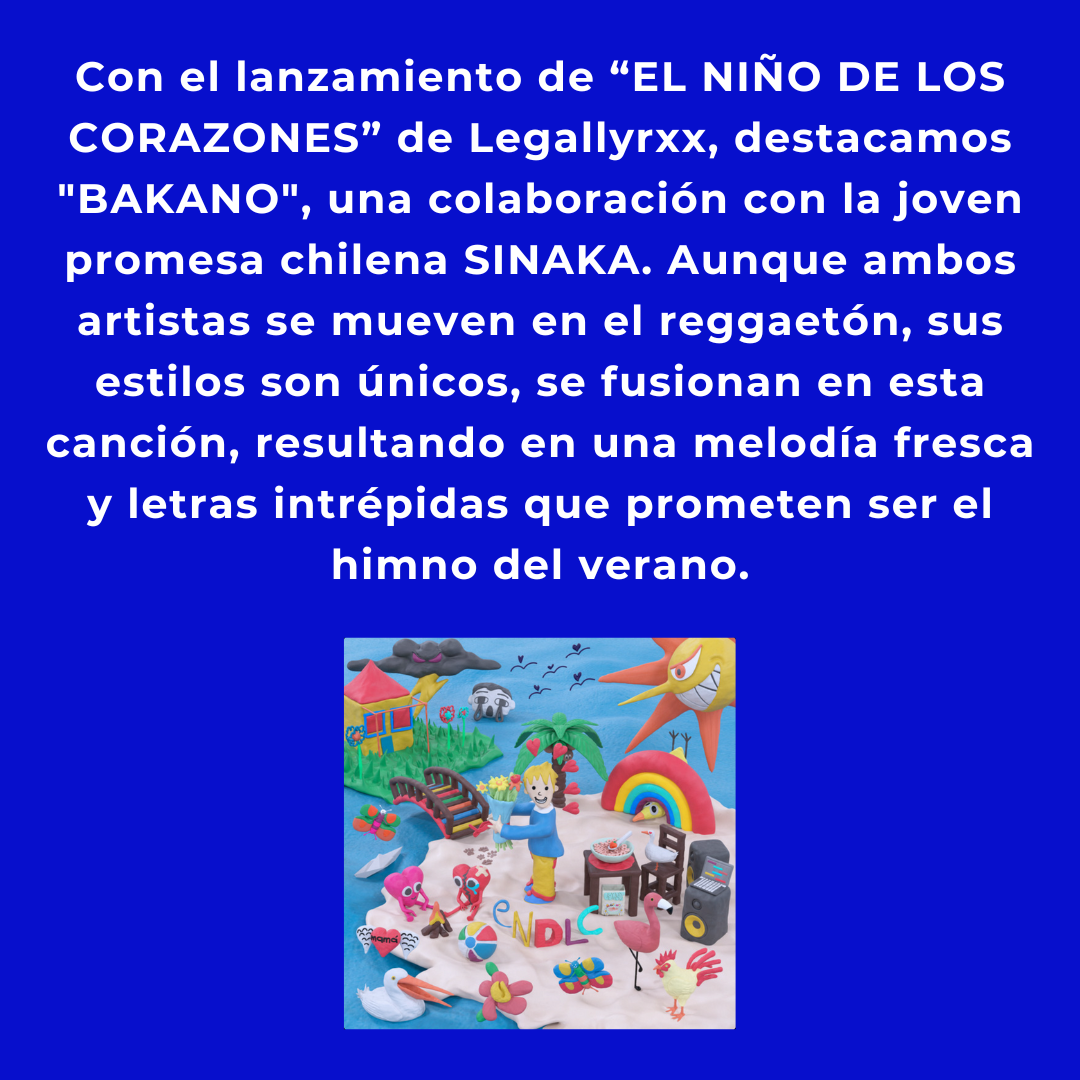 Con el lanzamiento de “EL NIÑO DE LOS
CORAZONES” de Legallyrxx, destacamos
"BAKANO", una colaboración con la joven
promesa chilena SINAKA. Aunque ambos
artistas se mueven en el reggaetón, sus
estilos son únicos, se fusionan en esta
canción, resultando en una melodía fresca
y letras intrépidas que prometen ser el
himno del verano.
eNDLC
mamá